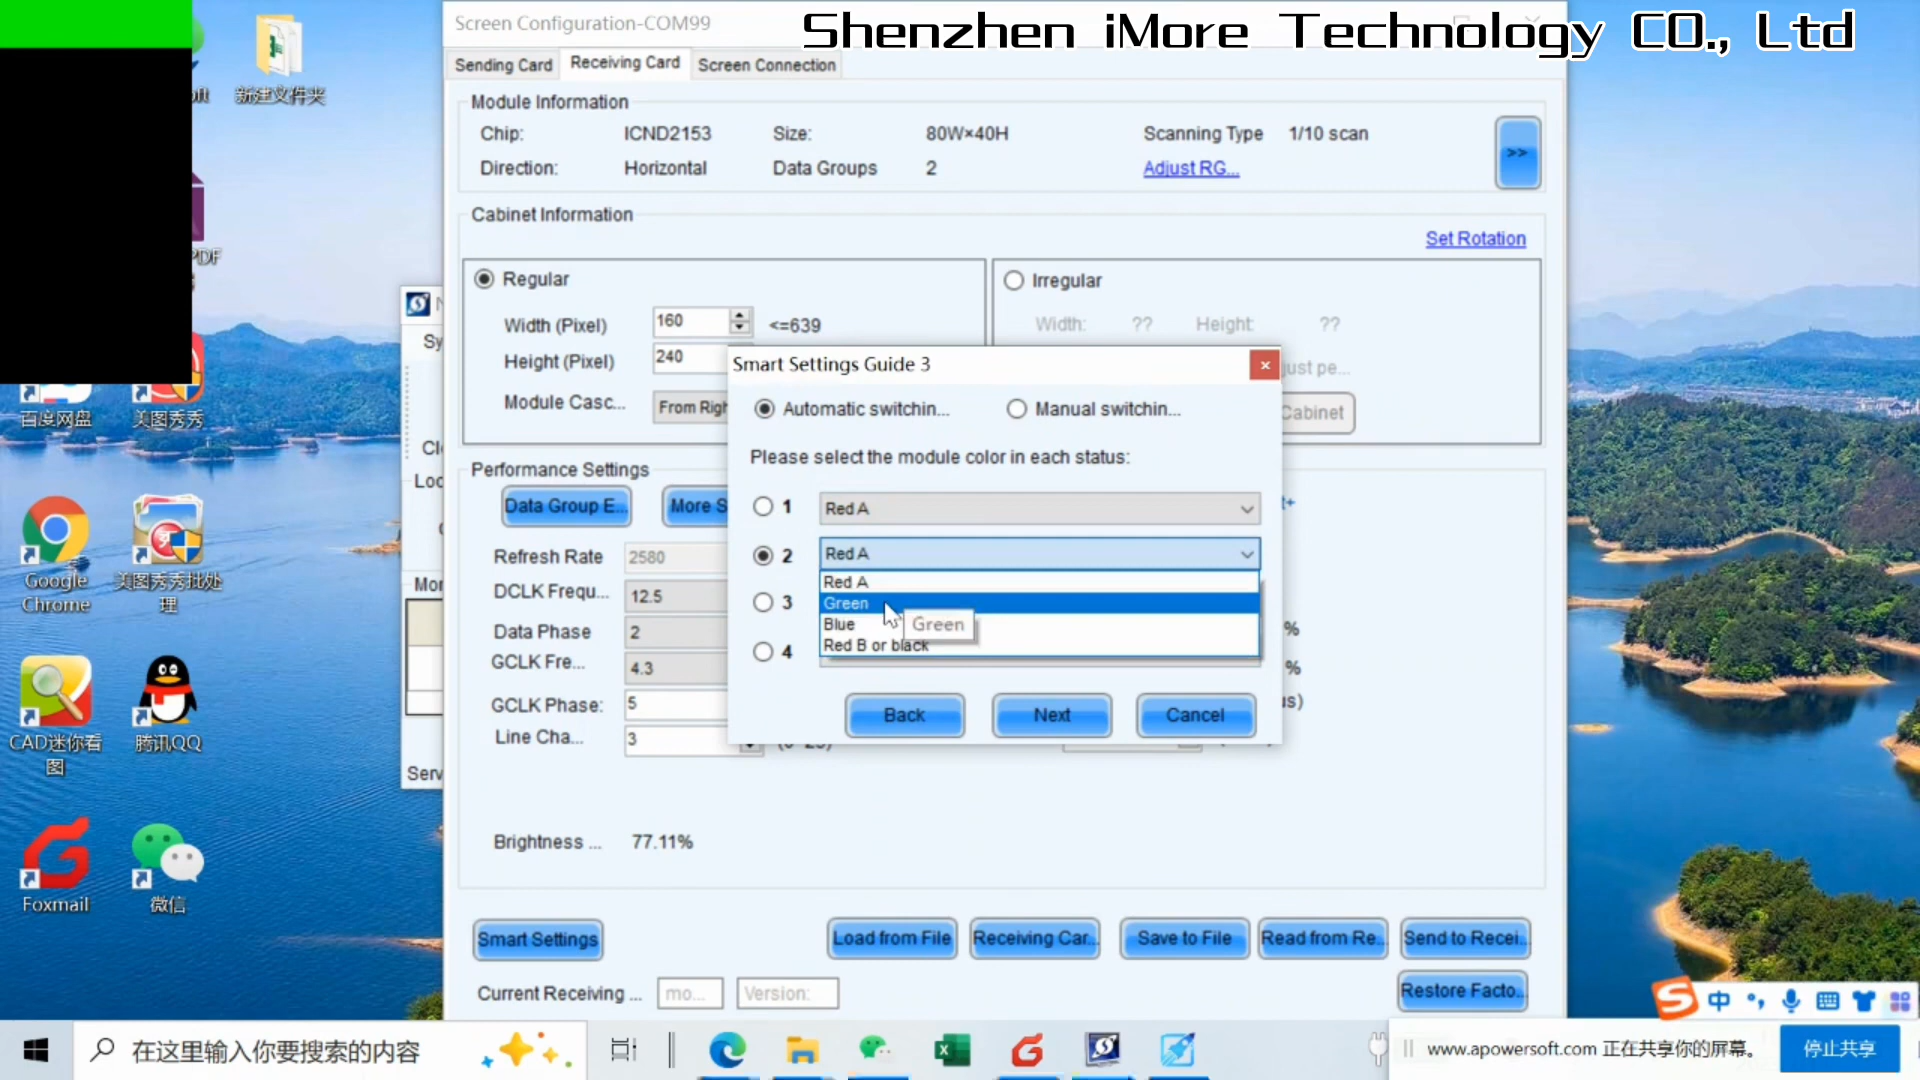 Shenzhen iMore Technology CO., Ltd
Screen Configuration-COM99
Sending Card
Receiving Card
Screen Connection
新建文件夹
Module Information
Chip:
ICND2153
Size:
80W×40H
Scanning Type
1/10 scan
>>
Direction:
Horizontal
Data Groups
2
Adjust RG...
Cabinet Information
Set Rotation
Regular
Irregular
Width (Pixel)
160
<=639
Width:
??
Height:
??
Height (Pixel)
240
Module Casc...
From Righ
Cabinet
Smart Settings Guide 3
Automatic switchin...
Manual switchin...
Please select the module color in each status:
1
Red A
2
Red A
Red A
Green
Blue
Green
Red B or black
3
4
Back
Next
Cancel
Performance Settings
Data Group E...
More S
Refresh Rate
2580
DCLK Frequ...
12.5
Data Phase
2
%
GCLK Fre...
4.3
%
GCLK Phase:
5
Line Cha...
3
Brightness ...
77.11%
Smart Settings
Load from File
Receiving Car...
Save to File
Read from Re...
Send to Recei...
Current Receiving ...
mo...
Version:
Restore Facto...
百度网盘
美图秀秀
Google
Chrome
美图秀秀批处
理
CAD迷你看
图
腾讯QQ
Foxmail
微信
中
在这里输入你要搜索的内容
www.apowersoft.com 正在共享你的屏幕。
停止共享